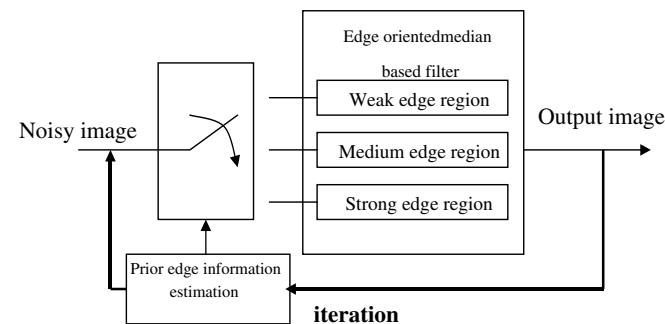 Edge orientedmedian
based filter
Weak edge region
Noisy image
Output image
Medium edge region
Strong edge region
Prior edge information
estimation
iteration